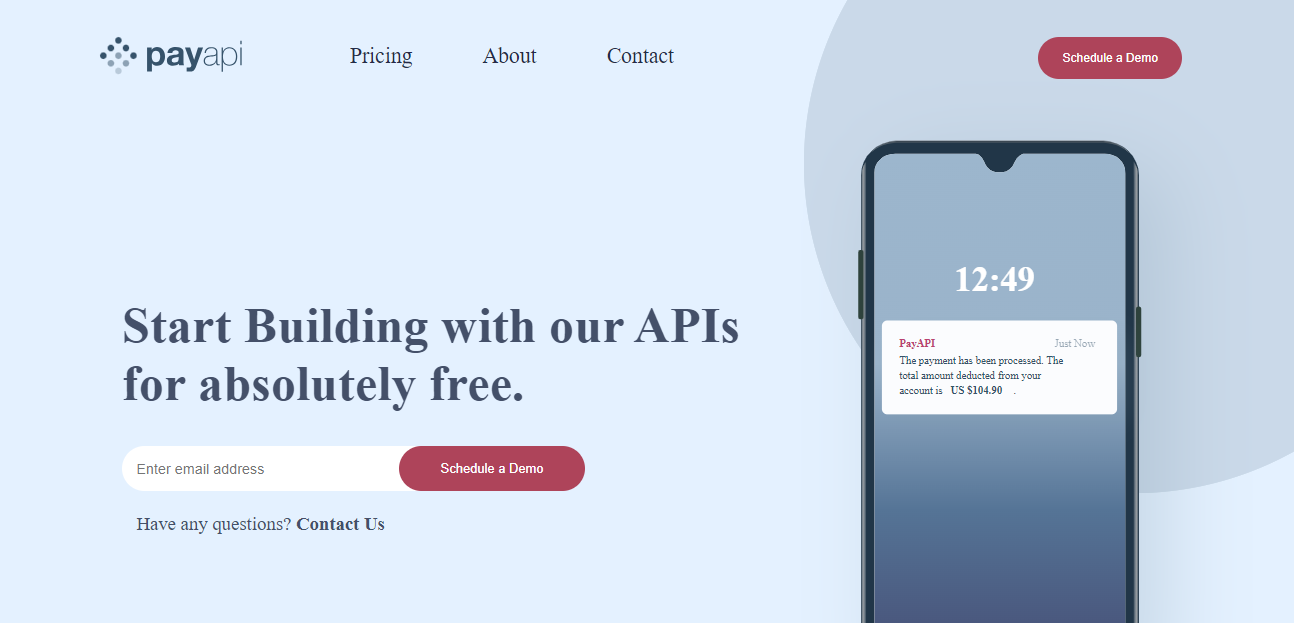 payapi
Pricing
About
Contact
Schedule a Demo
Start Building with our APIs
for absolutely free.
Enter email address
Schedule a Demo
Have any questions? Contact Us
12:49
PayAPI
Just Now
The payment has been processed. The
total amount deducted from your
account is US $104.90 .